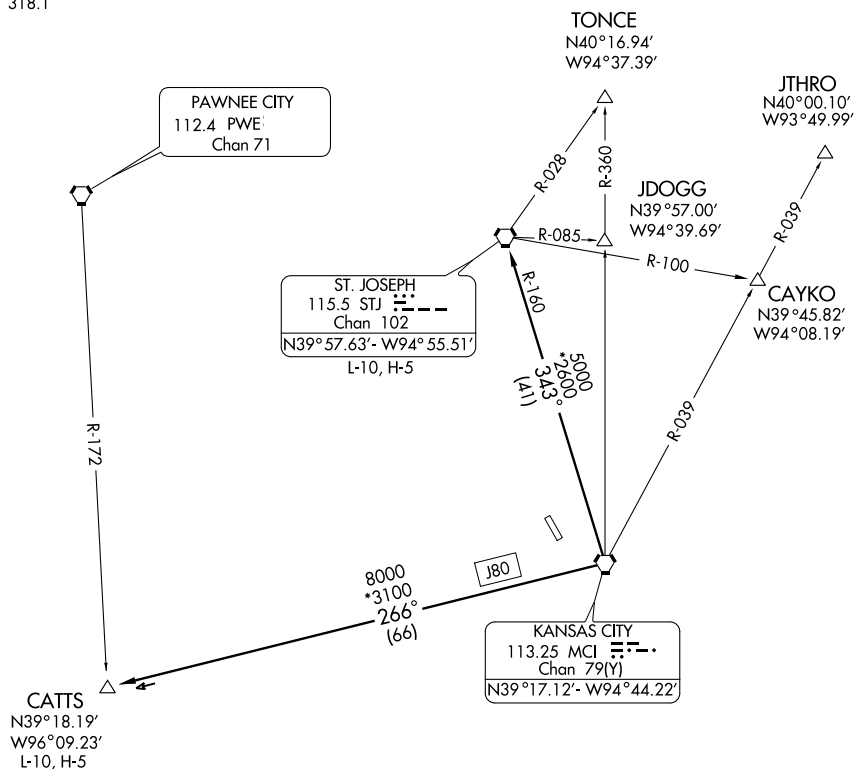 318.1
TONCE
N40°16.94’
W94°37.39’
JTHRO
N40°00.10’
W93°49.99’
PAWNEE CITY
112.4 PWE
Chan 71
R-028
R-360
JDOGG
N39°57.00’
W94°39.69’
R-039
R-085
R-100
CAYKO
N39°45.82’
W94°08.19’
ST. JOSEPH
115.5 STJ
Chan 102
N39°57.63’- W94°55.51’
L-10, H-5
R-160
5000
*2600
343°
(41)
R-039
R-172
J80
8000
*3100
266°
(66)
KANSAS CITY
113.25 MCI
Chan 79(Y)
N39°17.12’- W94°44.22’
CATTS
N39°18.19’
W96°09.23’
L-10, H-5